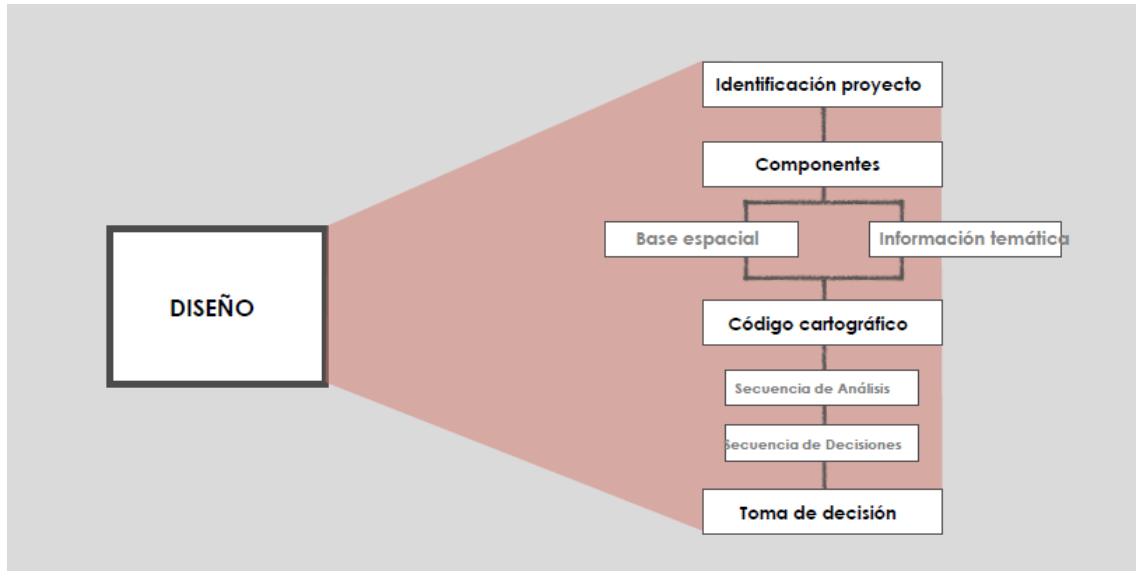 Identificación proyecto
Componentes
Base espacial
Información temática
DISEÑO
Código cartográfico
Secuencia de Análisis
Secuencia de Decisiones
Toma de decisión